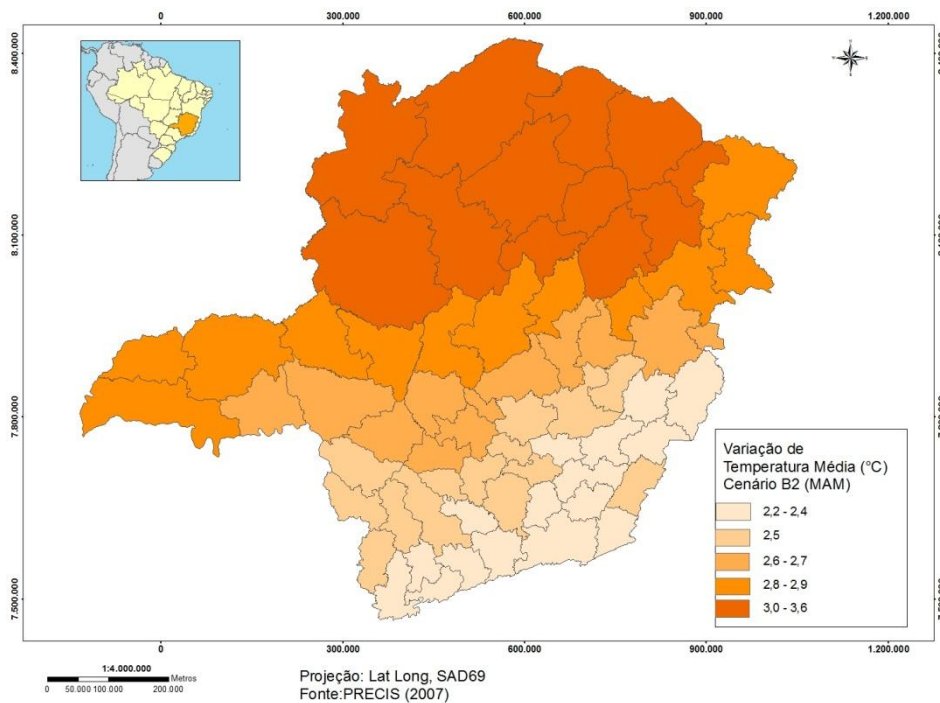 0 300.000 600.000 900.000 1.200.000
8.400.000
8.100.000
7.800.000
7.500.000
Variação de
Temperatura Média (°C)
Cenário B2 (MAM)
2,2 - 2,4
2,5
2,6 - 2,7
2,8 - 2,9
3,0 - 3,6
0 300.000 600.000 900.000 1.200.000
1:4.000.000
Metros
0 50.000 100.000 200.000
Projeção: Lat Long, SAD69
Fonte:PRECIS (2007)